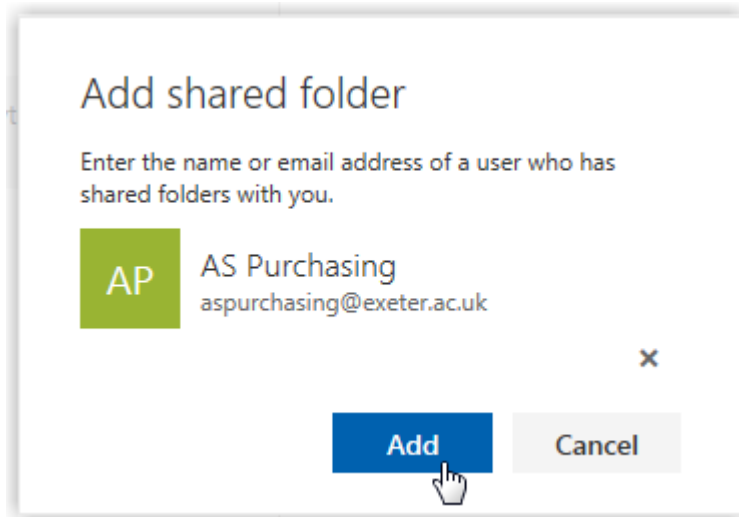 Add shared folder
Enter the name or email address of a user who has
shared folders with you.
AP
AS Purchasing
aspurchasing@exeter.ac.uk
Add
Cancel